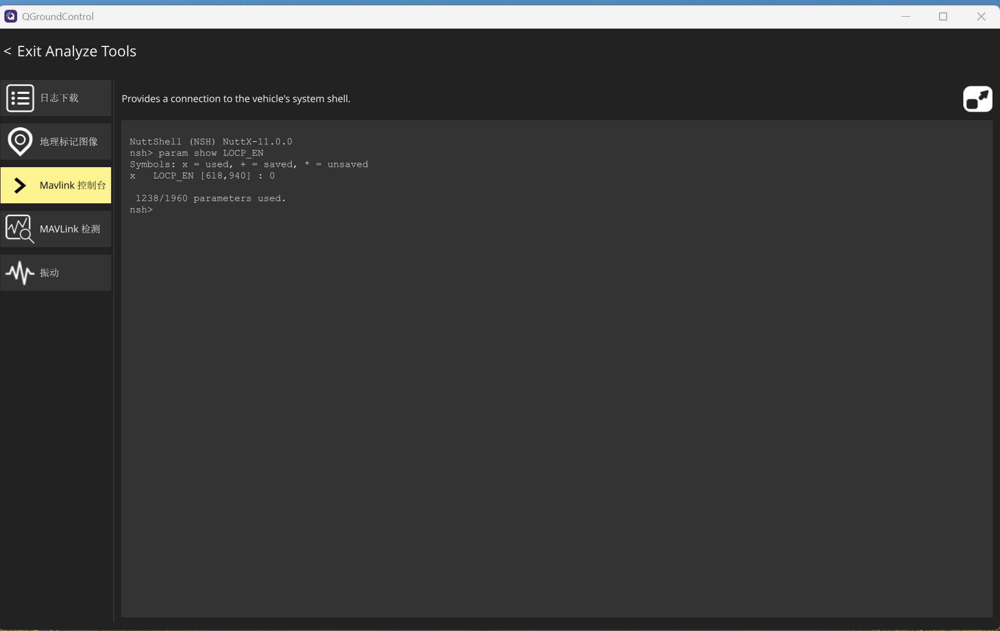 QGroundControl
< Exit Analyze Tools
日志下载
地理标记图像
Mavlink 控制台
MAVLink 检测
振动
Provides a connection to the vehicle's system shell.
NuttShell (NSH) NuttX-11.0.0
nsh> param show LOCP_EN
Symbols: x = used, + = saved, * = unsaved
x   LOCP_EN [618,940] : 0
1238/1960 parameters used.
nsh>